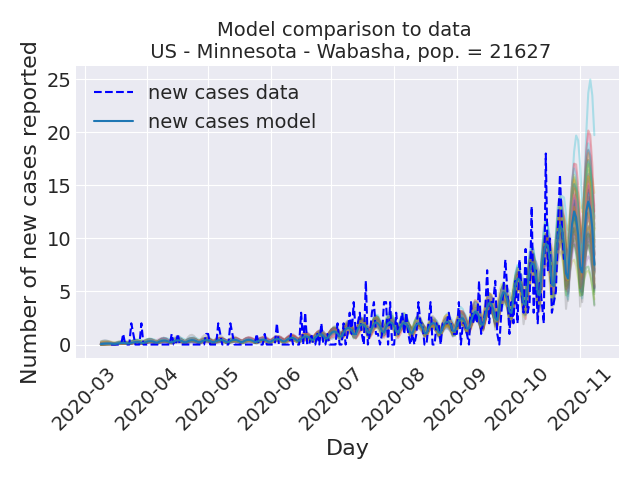 Model comparison to data
US - Minnesota - Wabasha, pop. = 21627
Number of new cases reported
25
20
15
10
5
0
new cases data
new cases model
2020-03
2020-04
2020-05
2020-06
2020-07
2020-08
2020-09
2020-10
2020-11
Day